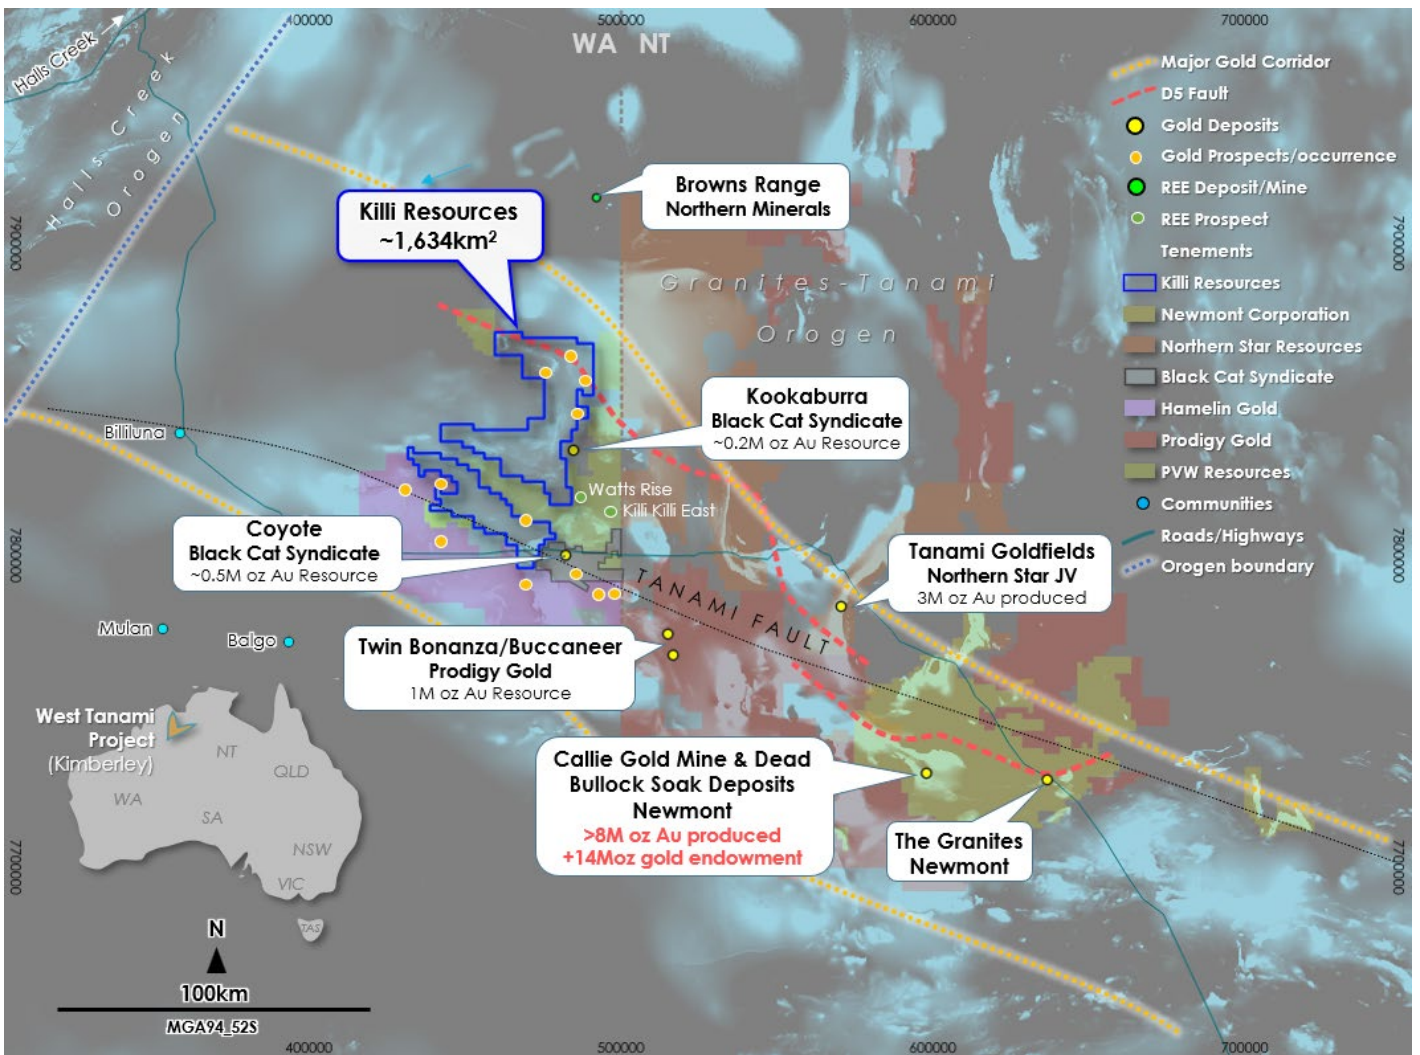 400000
500000
600000
700000
WA NT
Halls Creek
Halls Creek
Orogen
Major Gold Corridor
D5 Fault
Gold Deposits
Gold Prospects/occurrence
REE Deposit/Mine
REE Prospect
Tenements
Killi Resources
Newmont Corporation
Northern Star Resources
Black Cat Syndicate
Hamelin Gold
Prodigy Gold
PVW Resources
Communities
Roads/Highways
Orogen boundary
7900000
7900000
Browns Range
Northern Minerals
Killi Resources
~1,634km²
Granites-Tanami
Orogen
Kookaburra
Black Cat Syndicate
~0.2M oz Au Resource
Billiluna
Watts Rise
Killi Killi East
7800000
7800000
Coyote
Black Cat Syndicate
~0.5M oz Au Resource
Tanami Goldfields
Northern Star JV
3M oz Au produced
TANAMI FAULT
Mulan
Balgo
Twin Bonanza/Buccaneer
Prodigy Gold
1M oz Au Resource
West Tanami
Project
(Kimberley)
NT
QLD
WA
SA
NSW
VIC
TAS
Callie Gold Mine & Dead
Bullock Soak Deposits
Newmont
>8M oz Au produced
+14Moz gold endowment
The Granites
Newmont
7700000
7700000
N
100km
MGA94_52S
400000
500000
600000
700000